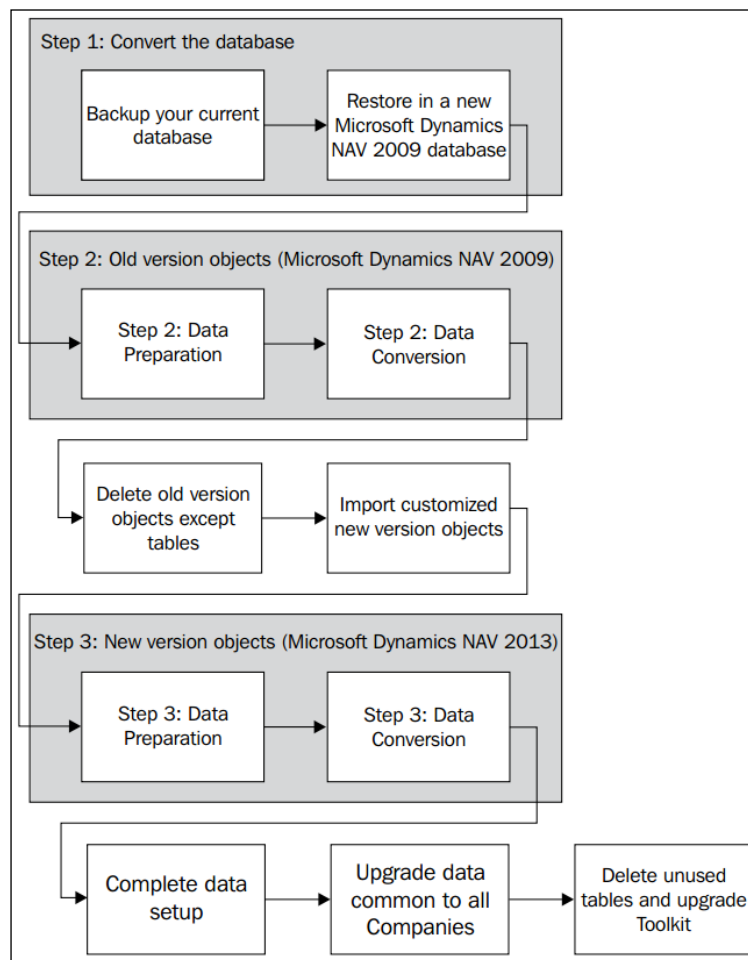 Step 1: Convert the database
Backup your current
database
Restore in a new
Microsoft Dynamics
NAV 2009 database
Step 2: Old version objects (Microsoft Dynamics NAV 2009)
Step 2: Data
Preparation
Step 2: Data
Conversion
Delete old version
objects except
tables
Import customized
new version objects
Step 3: New version objects (Microsoft Dynamics NAV 2013)
Step 3: Data
Preparation
Step 3: Data
Conversion
Complete data
setup
Upgrade data
common to all
Companies
Delete unused
tables and upgrade
Toolkit